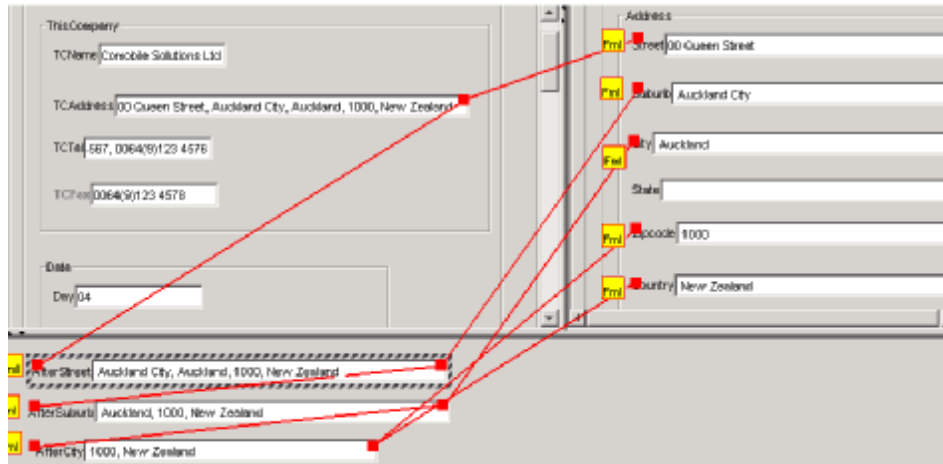 ThisCompany
TCName Comobile Solutions Ltd
TCAddress 00 Queen Street, Auckland City, Auckland, 1000, New Zealand
TCTel -567, 0064(9)123 4576
TCFax 0064(9)123 4578
Date
Day 04
Address
Fml Street 00 Queen Street
Fml Suburb Auckland City
Fml City Auckland
State
Fml Zipcode 1000
Fml Country New Zealand
AfterStreet Auckland City, Auckland, 1000, New Zealand
AfterSuburb Auckland, 1000, New Zealand
AfterCity 1000, New Zealand